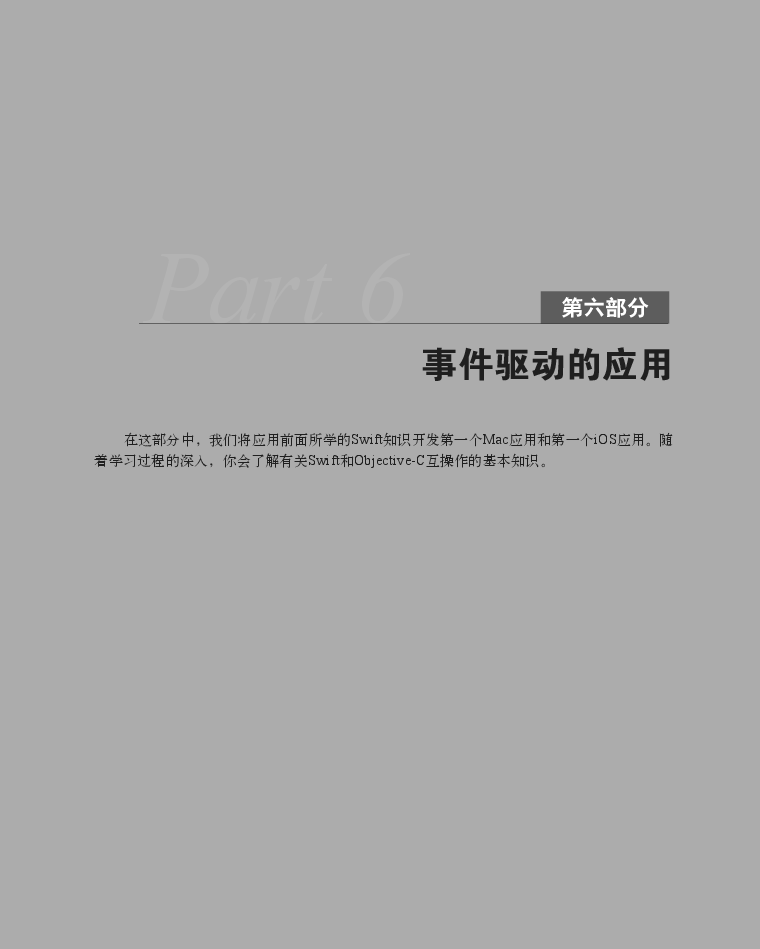 Part 6
第六部分
事件驱动的应用
在这部分中，我们将应用前面所学的Swift知识开发第一个Mac应用和第一个iOS应用。随
着学习过程的深入，你会了解有关Swift和Objective-C互操作的基本知识。